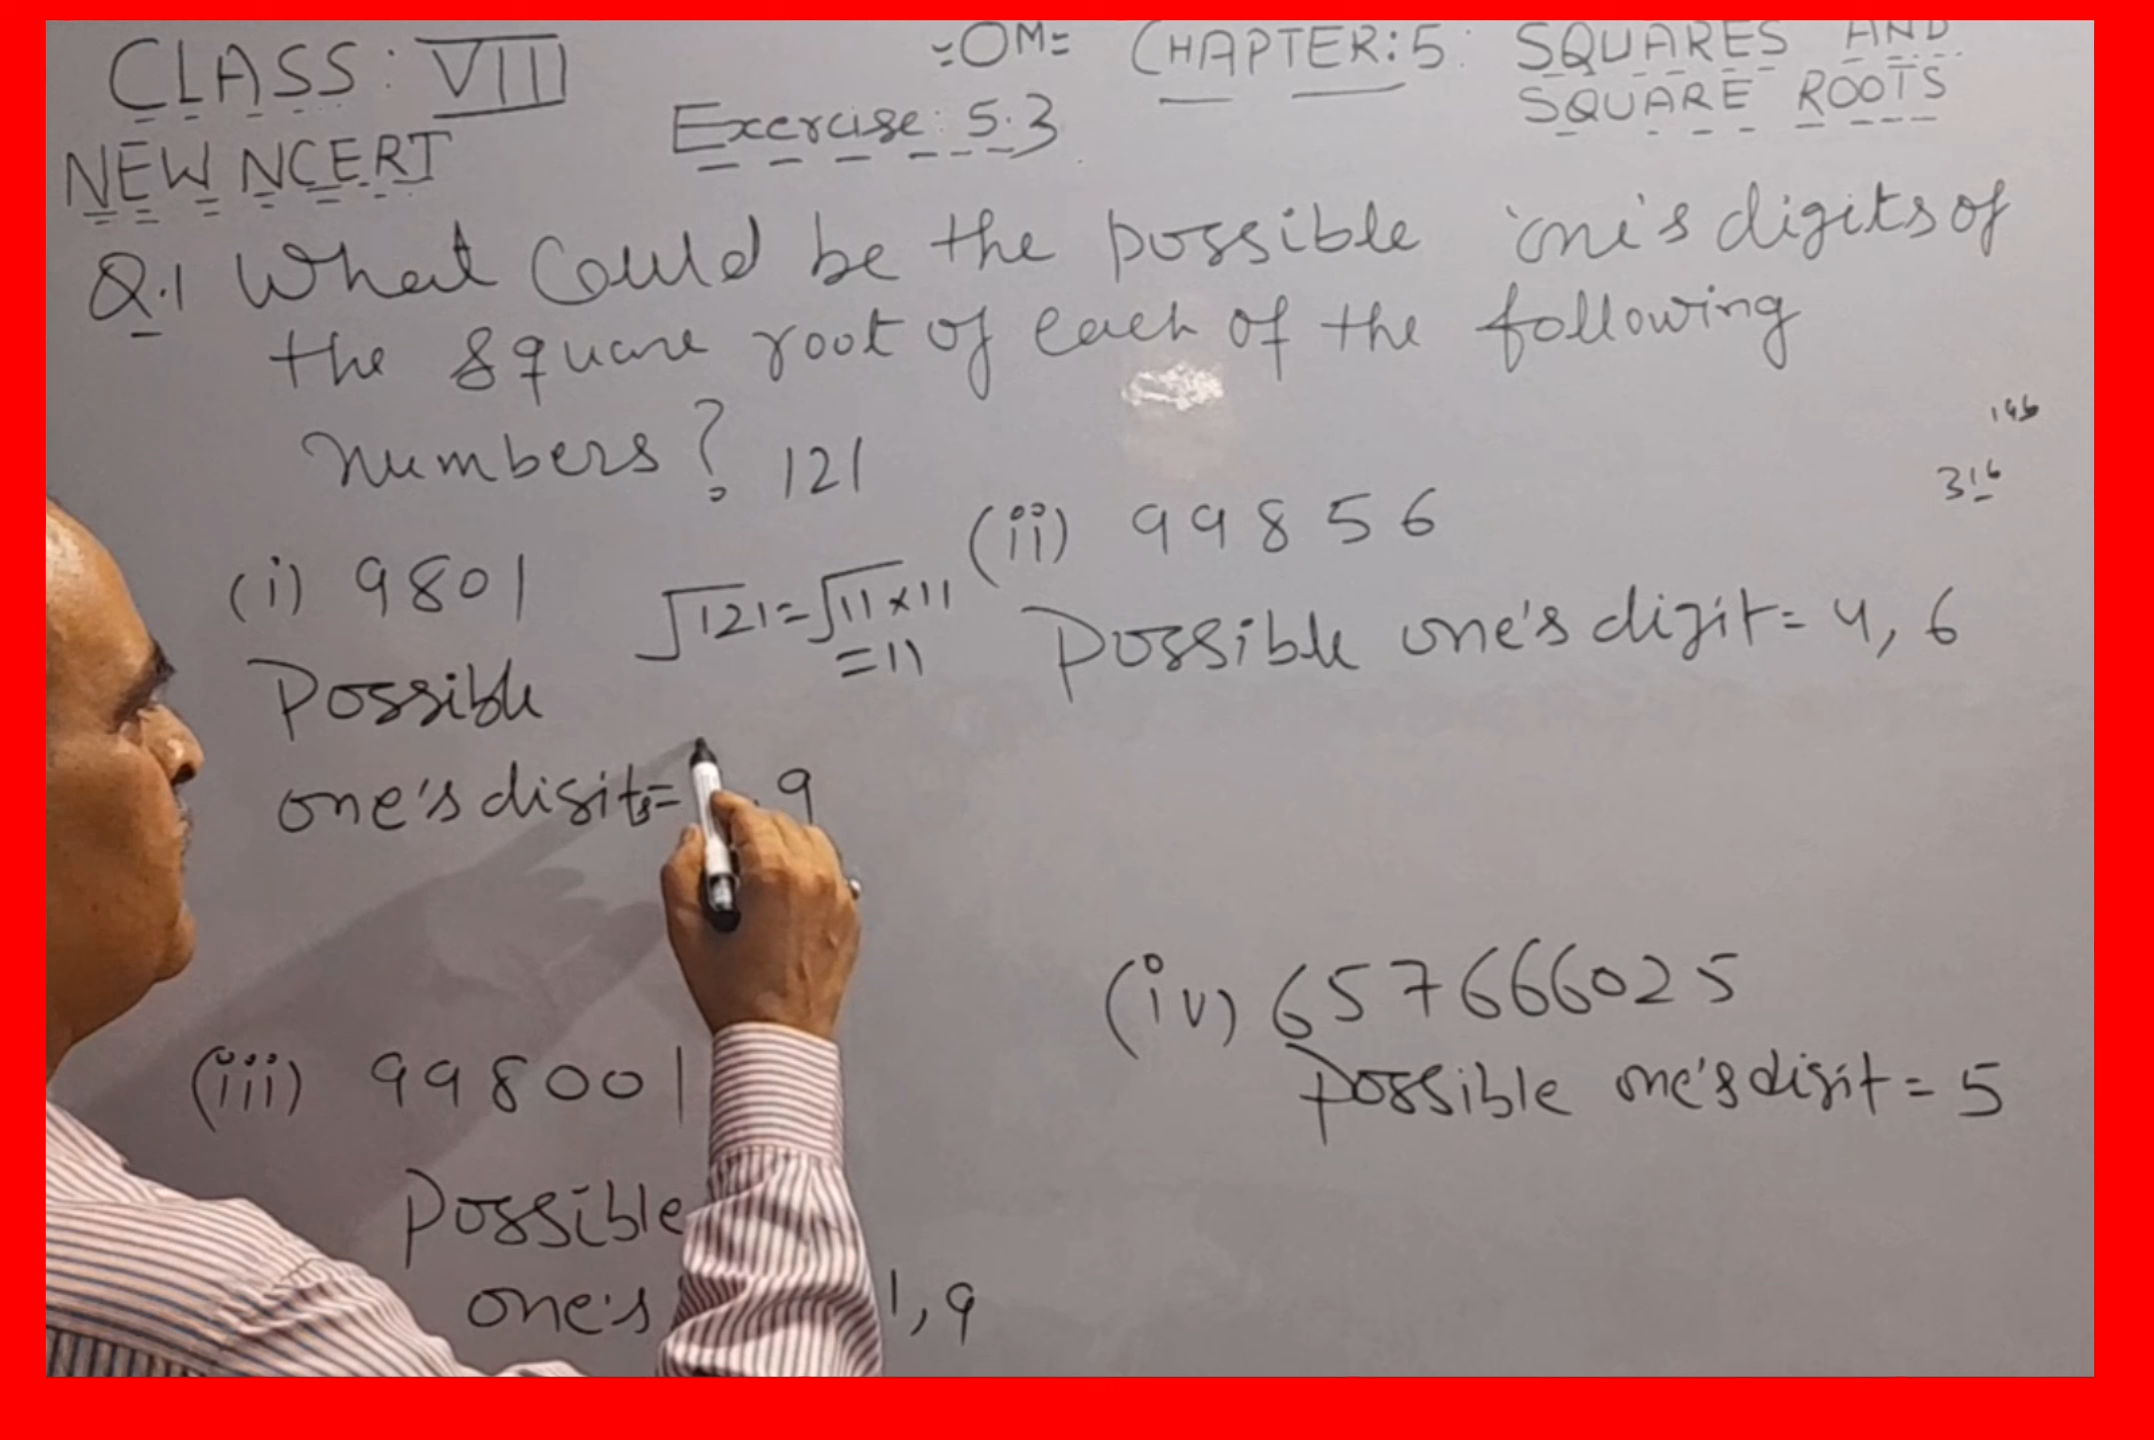 CLASS: VIII
=OM=
CHAPTER: 5: SQUARES AND
SQUARE ROOTS
NEW NCERT
Exercise: 5.3
Q.1 What Could be the possible 'one's digits of
the square root of each of the following
numbers? 121
(i) 9801
√121 = √11×11
= 11
Possible
one's digits= , 9
(ii) 99856
Possible one's digit = 4, 6
316
(iii) 998001
Possible
one's 1, 9
(iv) 657666025
Possible one's digit = 5